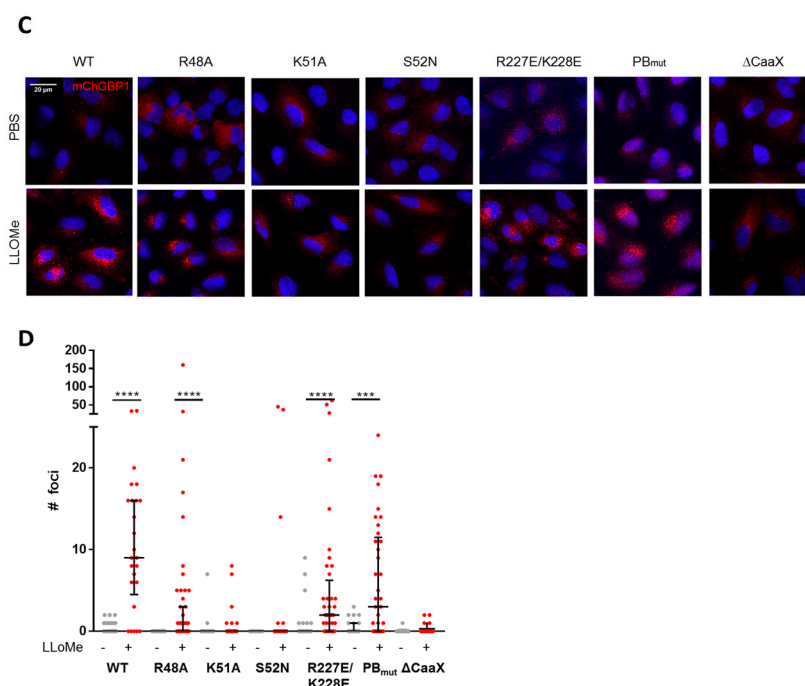 C
WT R48A K51A S52N R227E/K228E PBmut ΔCaaX
20 µm
mChGBP1
PBS
LLOMe
D
200
150
100
50
20
10
0
# foci
**** **** **** ***
LLoMe - + - + - + - + - + - + - +
WT R48A K51A S52N R227E/ PBmut ΔCaaX
K228E